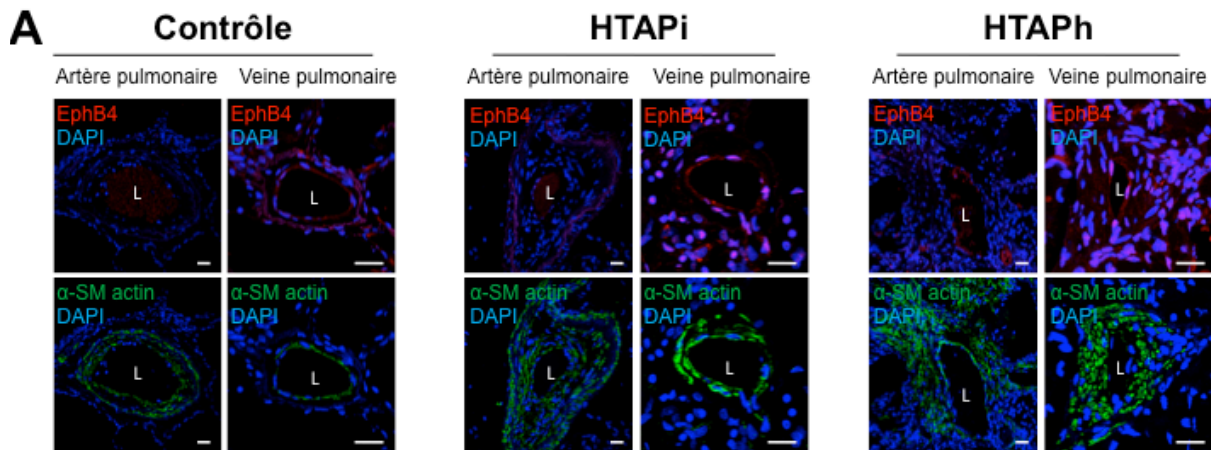 A
Contrôle HTAPi HTAPh
Artère pulmonaire Veine pulmonaire Artère pulmonaire Veine pulmonaire Artère pulmonaire Veine pulmonaire
EphB4 EphB4 EphB4 EphB4 EphB4 EphB4
DAPI DAPI DAPI DAPI DAPI DAPI
L L L L L L
α-SM actin α-SM actin α-SM actin α-SM actin α-SM actin α-SM actin
DAPI DAPI DAPI DAPI DAPI DAPI
L L L L L L